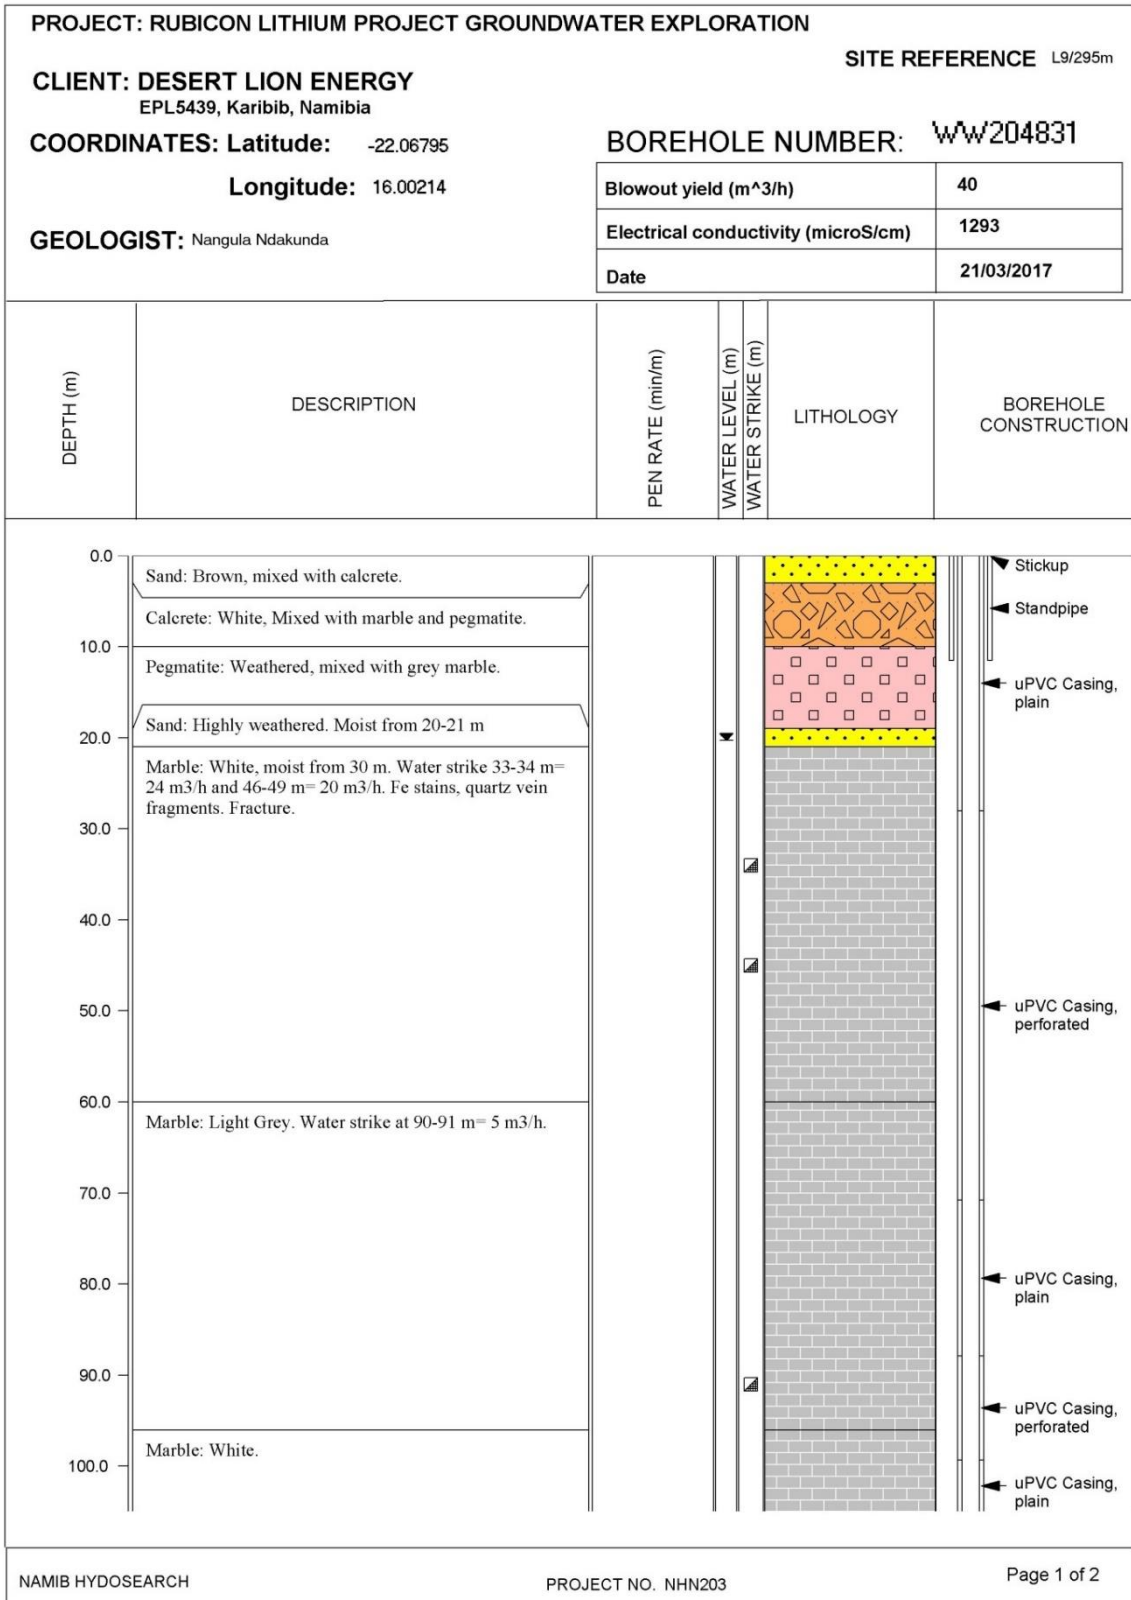 PROJECT: RUBICON LITHIUM PROJECT GROUNDWATER EXPLORATION
SITE REFERENCE L9/295m
CLIENT: DESERT LION ENERGY
EPL5439, Karibib, Namibia
COORDINATES: Latitude: -22.06795
Longitude: 16.00214
GEOLOGIST: Nangula Ndakunda
BOREHOLE NUMBER: WW204831
Blowout yield (m^3/h) 40
Electrical conductivity (microS/cm) 1293
Date 21/03/2017
DEPTH (m)
DESCRIPTION
PEN RATE (min/m)
WATER LEVEL (m)
WATER STRIKE (m)
LITHOLOGY
BOREHOLE
CONSTRUCTION
0.0
Sand: Brown, mixed with calcrete.
Stickup
Calcrete: White, Mixed with marble and pegmatite.
Standpipe
10.0
Pegmatite: Weathered, mixed with grey marble.
uPVC Casing,
plain
Sand: Highly weathered. Moist from 20-21 m
20.0
Marble: White, moist from 30 m. Water strike 33-34 m=
24 m3/h and 46-49 m= 20 m3/h. Fe stains, quartz vein
fragments. Fracture.
30.0
40.0
50.0
uPVC Casing,
perforated
60.0
Marble: Light Grey. Water strike at 90-91 m= 5 m3/h.
70.0
80.0
uPVC Casing,
plain
90.0
uPVC Casing,
perforated
Marble: White.
100.0
uPVC Casing,
plain
NAMIB HYDOSEARCH
PROJECT NO. NHN203
Page 1 of 2